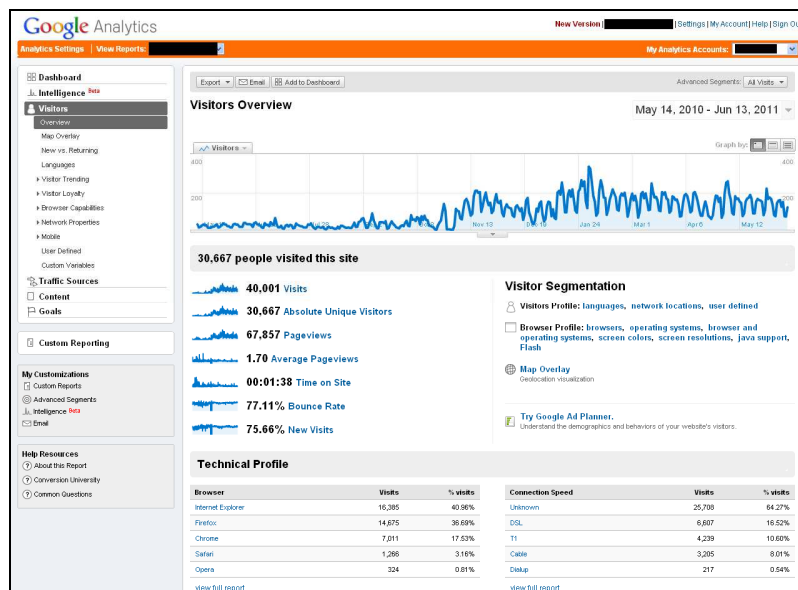 Google Analytics
New Version | | Settings | My Account | Help | Sign Ou
Analytics Settings | View Reports:
My Analytics Accounts:
Dashboard
Intelligence Beta
Visitors
Overview
Map Overlay
New vs. Returning
Languages
Visitor Trending
Visitor Loyalty
Browser Capabilities
Network Properties
Mobile
User Defined
Custom Variables
Traffic Sources
Content
Goals
Custom Reporting
My Customizations
Custom Reports
Advanced Segments
Intelligence Beta
Email
Help Resources
About this Report
Conversion University
Common Questions
Export Email Add to Dashboard
Advanced Segments: All Visits
Visitors Overview
May 14, 2010 - Jun 13, 2011
Visitors
Graph by:
400 400
200 200
Nov 13 Jan 24 Mar 1 Apr 6 May 12
30,667 people visited this site
40,001 Visits
30,667 Absolute Unique Visitors
67,857 Pageviews
1.70 Average Pageviews
00:01:38 Time on Site
77.11% Bounce Rate
75.66% New Visits
Visitor Segmentation
Visitors Profile: languages, network locations, user defined
Browser Profile: browsers, operating systems, browser and
operating systems, screen colors, screen resolutions, java support,
Flash
Map Overlay
Geolocation visualization
Try Google Ad Planner.
Understand the demographics and behaviors of your website's visitors.
Technical Profile
Browser Visits % visits
Internet Explorer 16,385 40.96%
Firefox 14,675 36.69%
Chrome 7,011 17.53%
Safari 1,266 3.16%
Opera 324 0.81%
view full report
Connection Speed Visits % visits
Unknown 25,708 64.27%
DSL 6,607 16.52%
T1 4,239 10.60%
Cable 3,205 8.01%
Dialup 217 0.54%
view full report